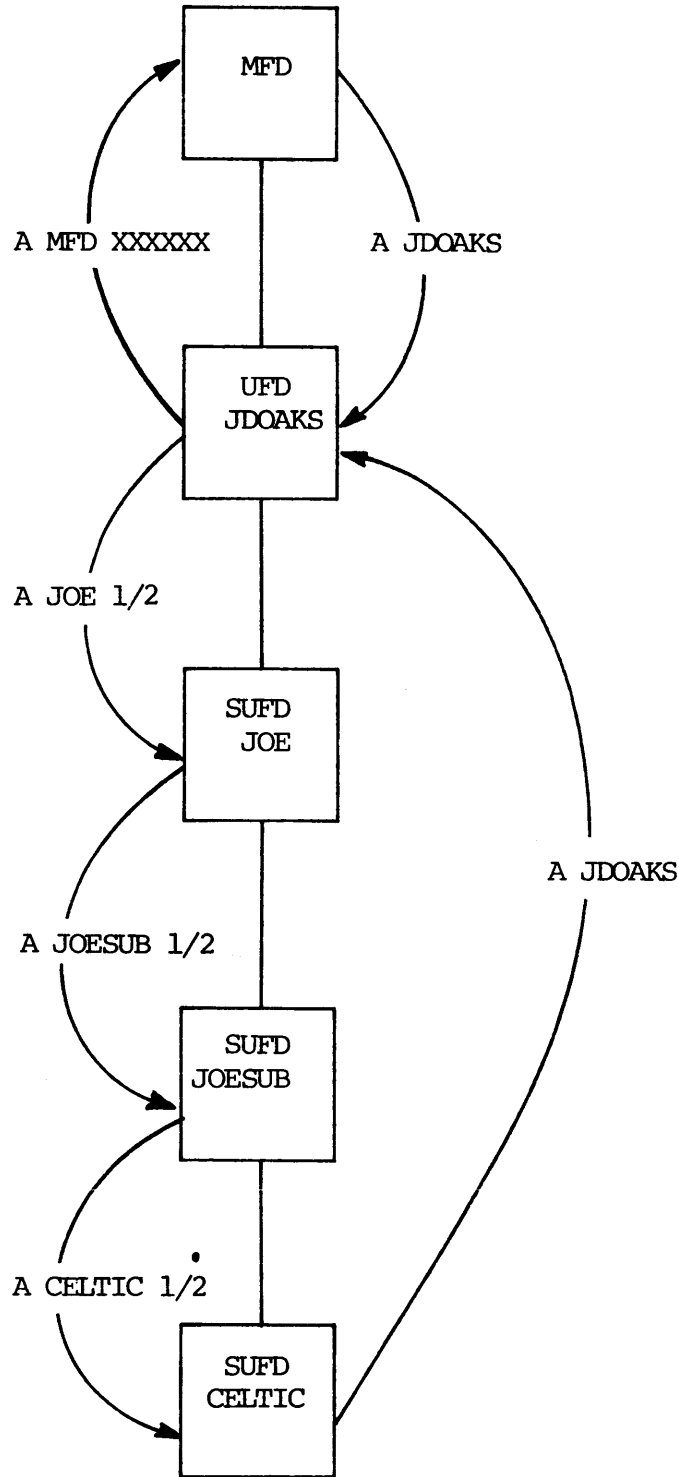 MFD
A MFD XXXXXX
A JDOAKS
UFD
JDOAKS
A JOE 1/2
SUFD
JOE
A JDOAKS
A JOESUB 1/2
SUFD
JOESUB
A CELTIC 1/2
SUFD
CELTIC